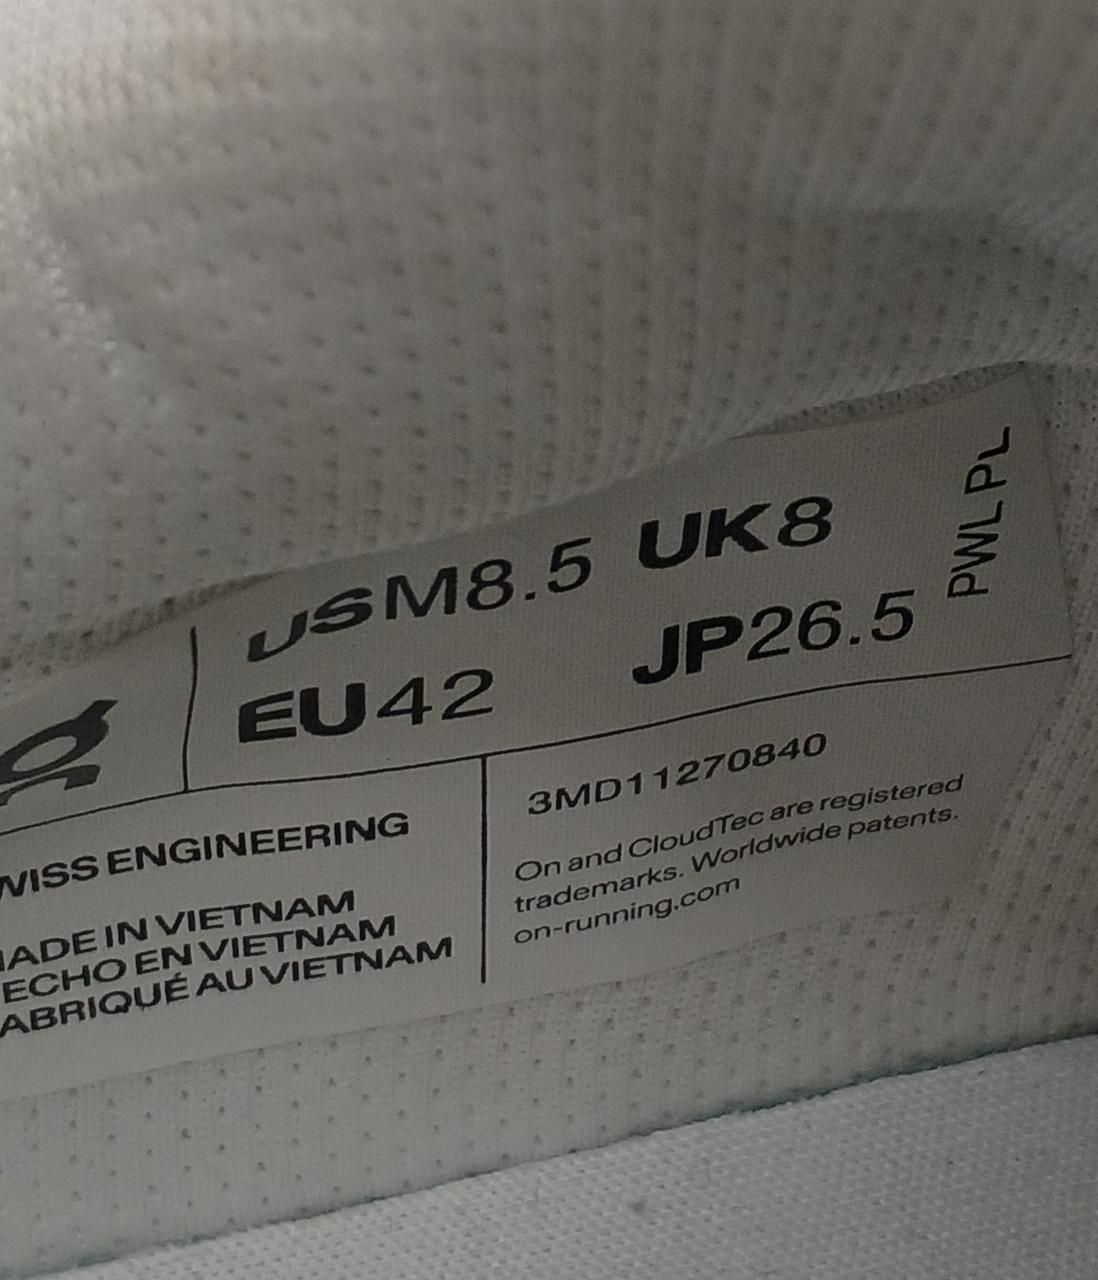 USM8.5 UK8
EU42 JP26.5
PWL PL
WISS ENGINEERING
MADE IN VIETNAM
ECHO EN VIETNAM
ABRIQUÉ AU VIETNAM
3MD11270840
On and CloudTec are registered
trademarks. Worldwide patents.
on-running.com